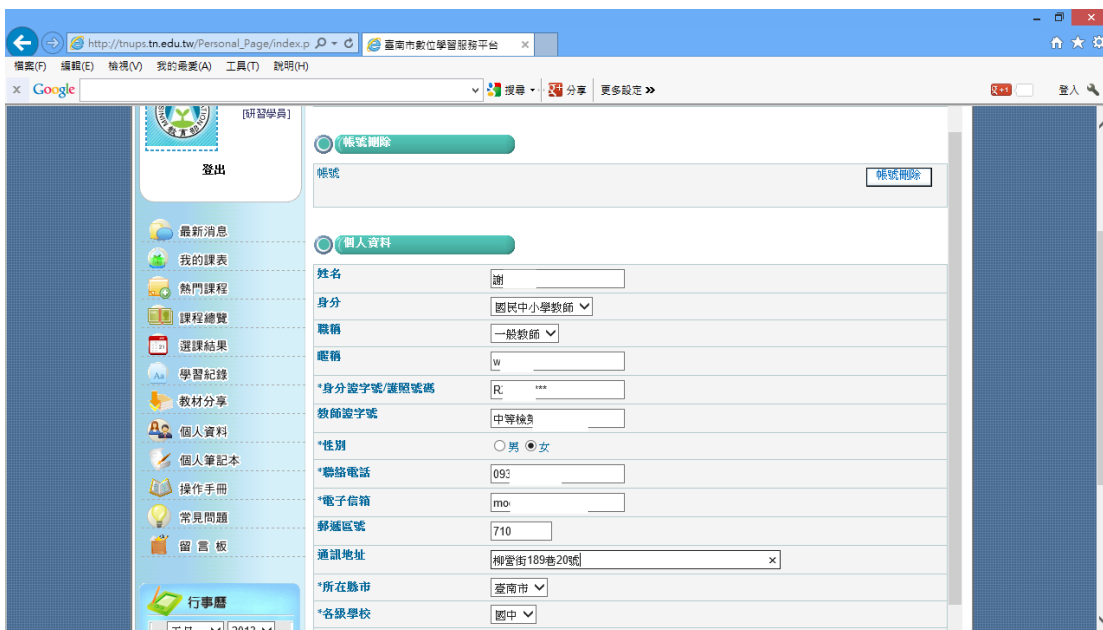 http://tnups.tn.edu.tw/Personal_Page/index.p
臺南市數位學習服務平台
檔案(F) 編輯(E) 檢視(V) 我的最愛(A) 工具(T) 說明(H)
x Google 搜尋 分享 更多設定 » 登入
[研習學員]
登出
最新消息
我的課表
熱門課程
課程總覽
選課結果
學習紀錄
教材分享
個人資料
個人筆記本
操作手冊
常見問題
留言板
行事曆
2013
帳號刪除
帳號 帳號刪除
個人資料
姓名 謝
身分 國民中小學教師
職稱 一般教師
暱稱 w
*身分證字號/護照號碼 R ***
教師證字號 中等檢
*性別 男 女
*聯絡電話 093
*電子信箱 mo
郵遞區號 710
通訊地址 柳營街189巷20號
*所在縣市 臺南市
*各級學校 國中